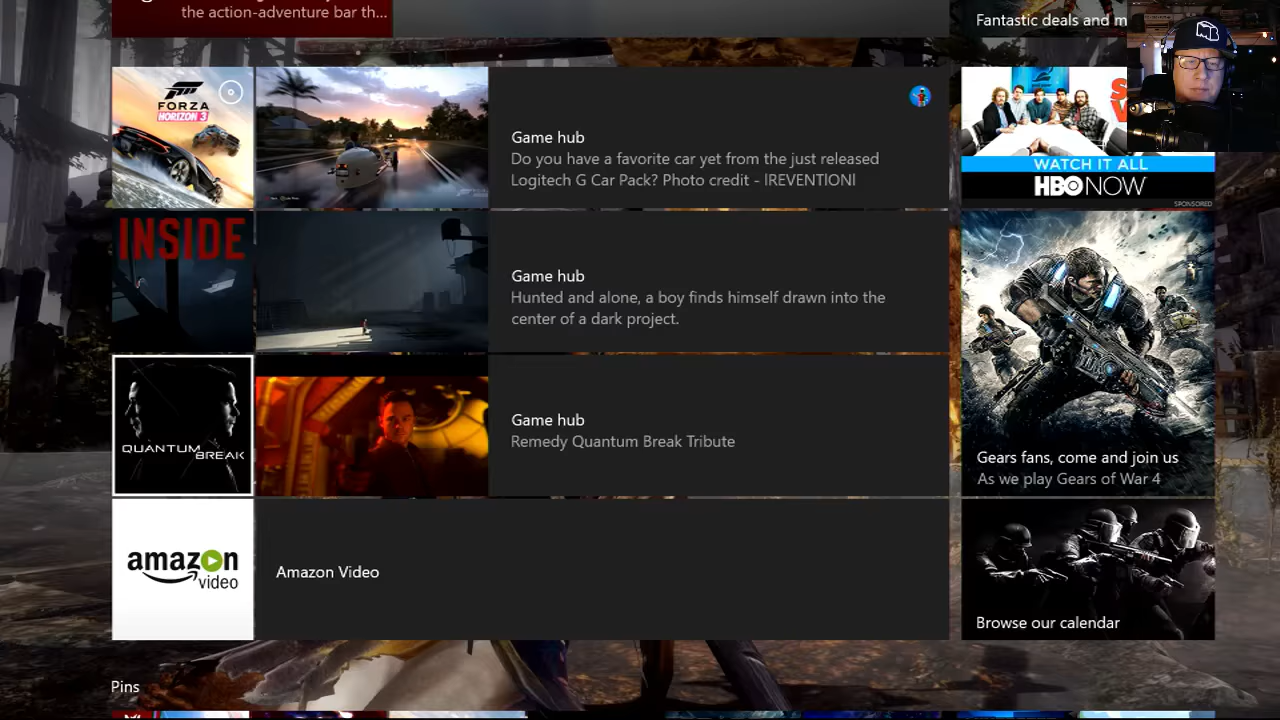 the action-adventure bar th...
Fantastic deals and m
FORZA
HORIZON 3
Game hub
Do you have a favorite car yet from the just released
Logitech G Car Pack? Photo credit - IREVENTIONI
WATCH IT ALL
HBO NOW
SPONSORED
INSIDE
Game hub
Hunted and alone, a boy finds himself drawn into the
center of a dark project.
QUANTUM BREAK
Game hub
Remedy Quantum Break Tribute
Gears fans, come and join us
As we play Gears of War 4
amazon
video
Amazon Video
Browse our calendar
Pins